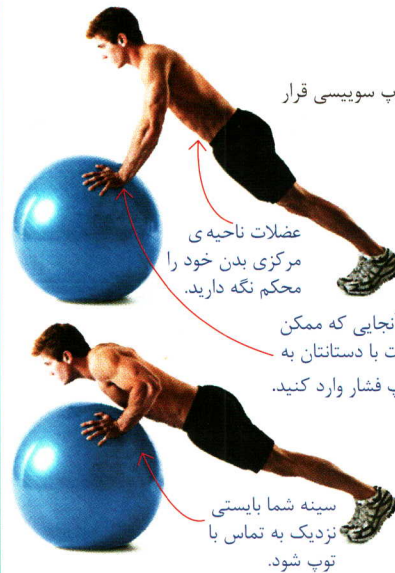 پ سوییسی قرار
عضلات ناحیه ی
مرکزی بدن خود را
محکم نگه دارید.
نجایی که ممکن
ت با دستانتان به
پ فشار وارد کنید.
سینه شما بایستی
نزدیک به تماس با
توپ شود.